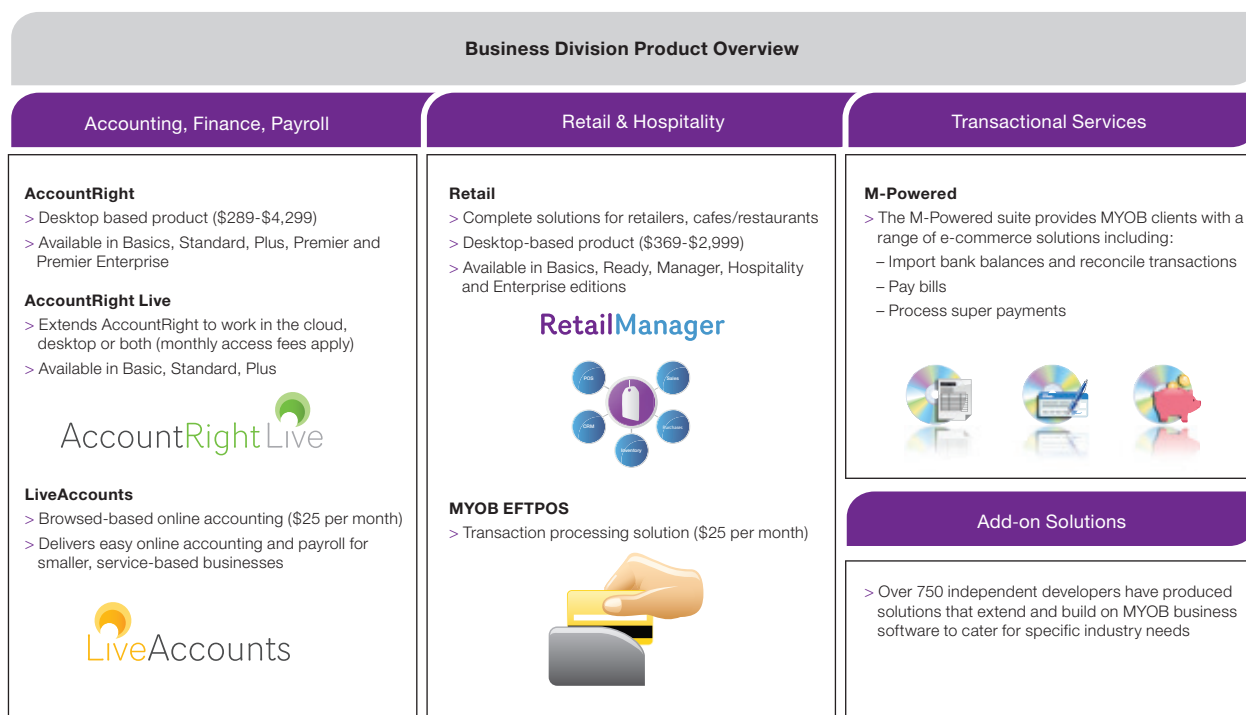 Business Division Product Overview
Accounting, Finance, Payroll
AccountRight
> Desktop based product ($289-$4,299)
> Available in Basics, Standard, Plus, Premier and
Premier Enterprise
AccountRight Live
> Extends AccountRight to work in the cloud,
desktop or both (monthly access fees apply)
> Available in Basic, Standard, Plus
AccountRightLive
LiveAccounts
> Browsed-based online accounting ($25 per month)
> Delivers easy online accounting and payroll for
smaller, service-based businesses
LiveAccounts
Retail & Hospitality
Retail
> Complete solutions for retailers, cafes/restaurants
> Desktop-based product ($369-$2,999)
> Available in Basics, Ready, Manager, Hospitality
and Enterprise editions
RetailManager
POS
Sales
CRM
Purchases
Inventory
MYOB EFTPOS
> Transaction processing solution ($25 per month)
Transactional Services
M-Powered
> The M-Powered suite provides MYOB clients with a
range of e-commerce solutions including:
– Import bank balances and reconcile transactions
– Pay bills
– Process super payments
Add-on Solutions
> Over 750 independent developers have produced
solutions that extend and build on MYOB business
software to cater for specific industry needs